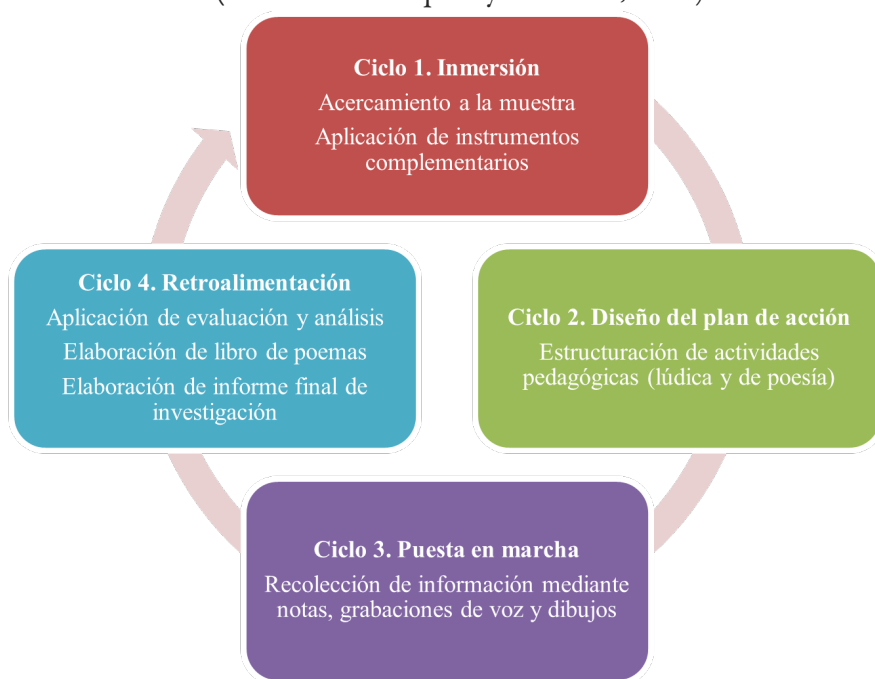 Ciclo 1. Inmersión
Acercamiento a la muestra
Aplicación de instrumentos
complementarios
Ciclo 2. Diseño del plan de acción
Estructuración de actividades
pedagógicas (lúdica y de poesía)
Ciclo 3. Puesta en marcha
Recolección de información mediante
notas, grabaciones de voz y dibujos
Ciclo 4. Retroalimentación
Aplicación de evaluación y análisis
Elaboración de libro de poemas
Elaboración de informe final de
investigación